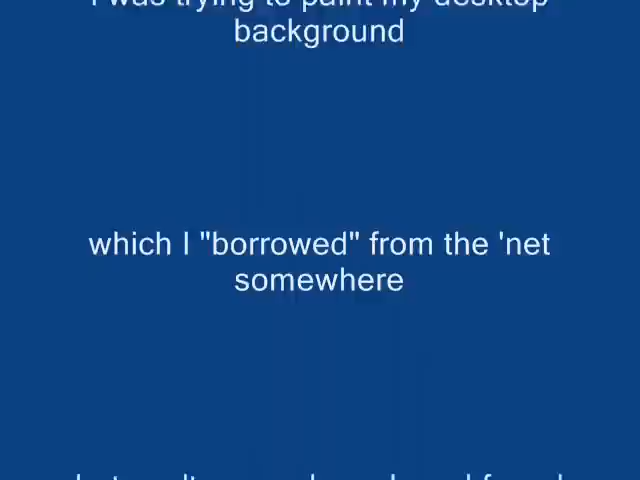 I was trying to paint my desktop
background
which I "borrowed" from the 'net
somewhere